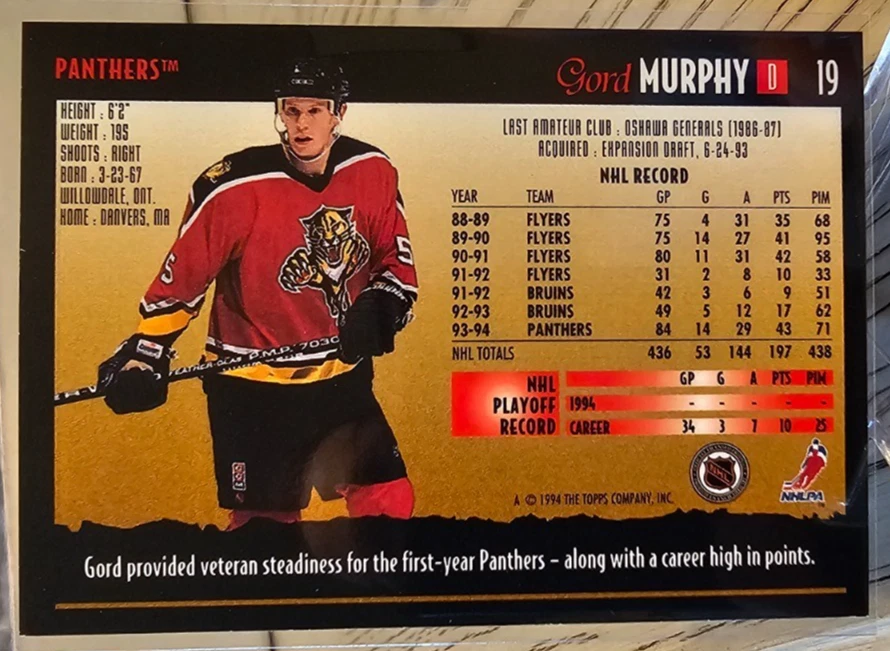 PANTHERS™
Gord MURPHY D 19
HEIGHT : 6'2"
WEIGHT : 195
SHOOTS : RIGHT
BORN : 3-23-67
WILLOWDALE, ONT.
HOME : DANVERS, MA
LAST AMATEUR CLUB : OSHAWA GENERALS (1986-87)
ACQUIRED : EXPANSION DRAFT, 6-24-93
NHL RECORD
YEAR TEAM GP G A PTS PIM
88-89 FLYERS 75 4 31 35 68
89-90 FLYERS 75 14 27 41 95
90-91 FLYERS 80 11 31 42 58
91-92 FLYERS 31 2 8 10 33
91-92 BRUINS 42 3 6 9 51
92-93 BRUINS 49 5 12 17 62
93-94 PANTHERS 84 14 29 43 71
NHL TOTALS 436 53 144 197 438
NHL PLAYOFF RECORD
GP G A PTS PIM
1994 - - - - -
CAREER 34 3 7 10 25
5
5
FEATHER-GLAS P.M.P. 7030
NHL
NHLPA
A © 1994 THE TOPPS COMPANY, INC.
Gord provided veteran steadiness for the first-year Panthers – along with a career high in points.